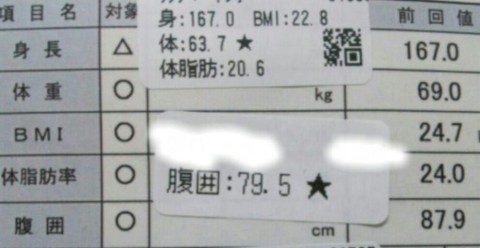 項目名 対象 前回値
身:167.0 BMI:22.8
体:63.7 ★
体脂肪:20.6
身長 △ 167.0
体重 ○ kg 69.0
BMI ○ 24.7
体脂肪率 ○ 24.0
腹囲:79.5 ★
腹囲 ○ cm 87.9